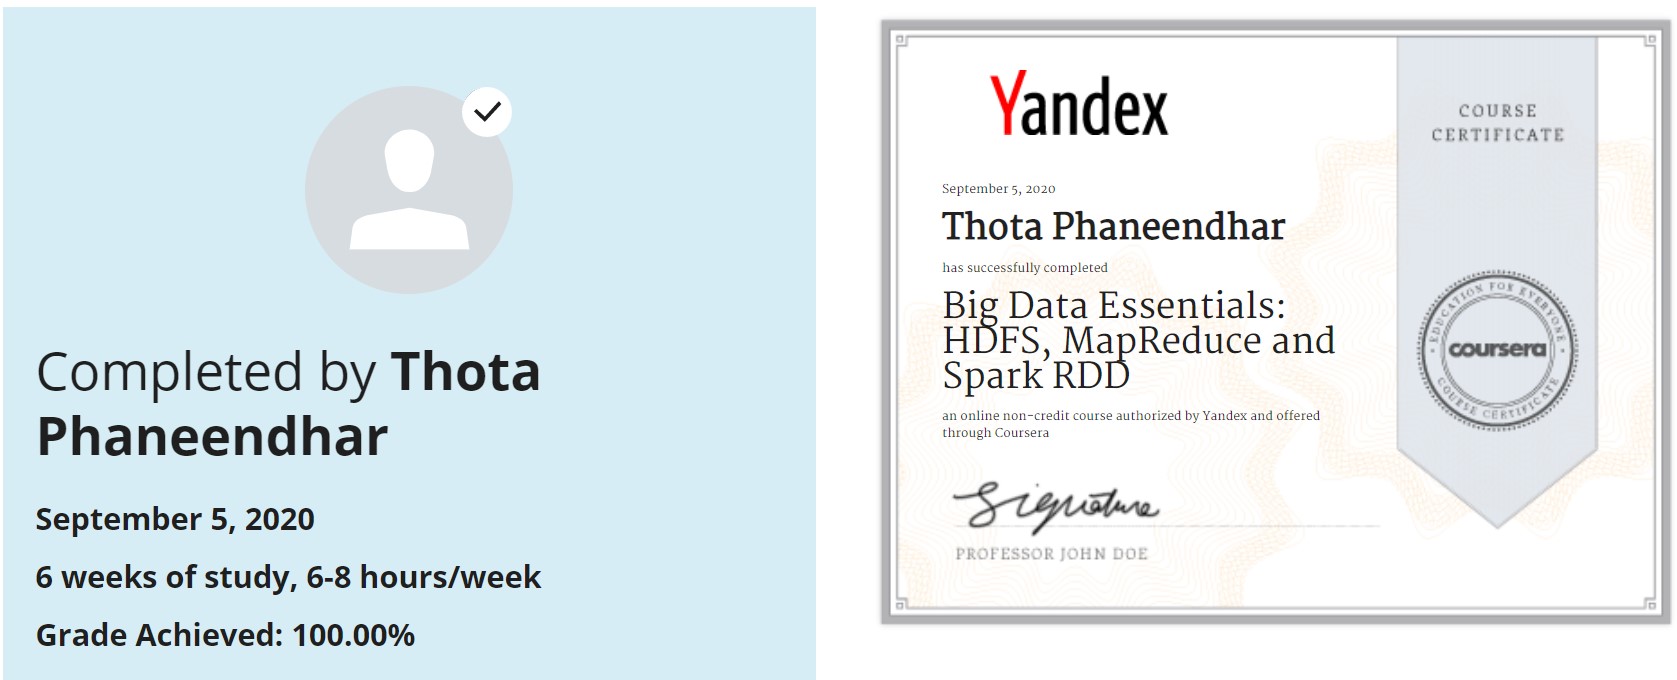 Completed by Thota
Phaneendhar
September 5, 2020
6 weeks of study, 6-8 hours/week
Grade Achieved: 100.00%
Yandex
September 5, 2020
Thota Phaneendhar
has successfully completed
Big Data Essentials:
HDFS, MapReduce and
Spark RDD
an online non-credit course authorized by Yandex and offered
through Coursera
Signature
PROFESSOR JOHN DOE
COURSE
CERTIFICATE
EDUCATION FOR EVERYONE
coursera
COURSE CERTIFICATE